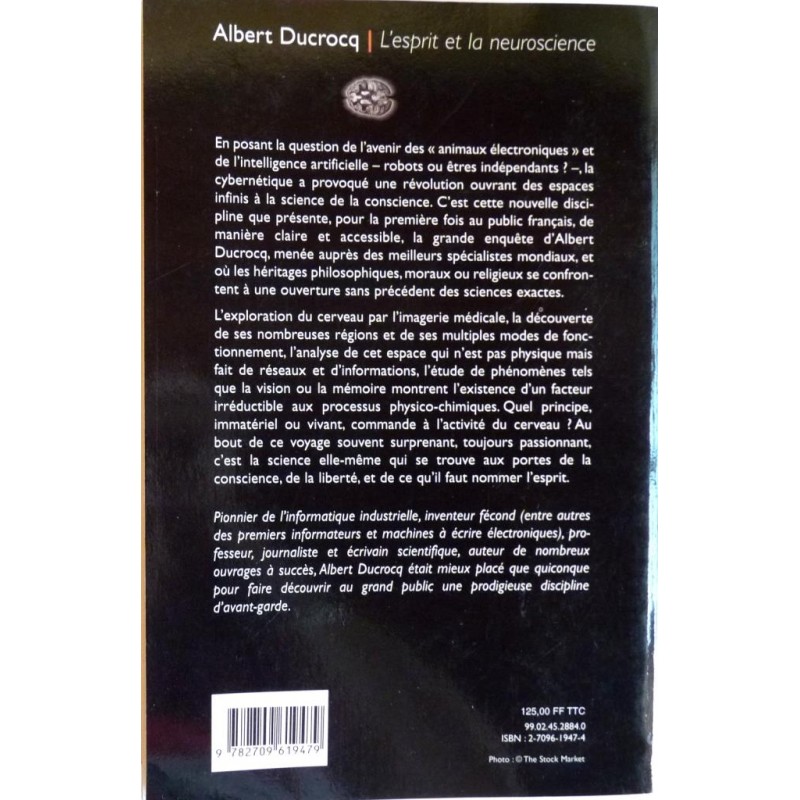 Albert Ducrocq | L'esprit et la neuroscience
En posant la question de l'avenir des « animaux électroniques » et
de l'intelligence artificielle – robots ou êtres indépendants ? –, la
cybernétique a provoqué une révolution ouvrant des espaces
infinis à la science de la conscience. C'est cette nouvelle disci-
pline que présente, pour la première fois au public français, de
manière claire et accessible, la grande enquête d'Albert
Ducrocq, menée auprès des meilleurs spécialistes mondiaux, et
où les héritages philosophiques, moraux ou religieux se confron-
tent à une ouverture sans précédent des sciences exactes.
L'exploration du cerveau par l'imagerie médicale, la découverte
de ses nombreuses régions et de ses multiples modes de fonc-
tionnement, l'analyse de cet espace qui n'est pas physique mais
fait de réseaux et d'informations, l'étude de phénomènes tels
que la vision ou la mémoire montrent l'existence d'un facteur
irréductible aux processus physico-chimiques. Quel principe,
immatériel ou vivant, commande à l'activité du cerveau ? Au
bout de ce voyage souvent surprenant, toujours passionnant,
c'est la science elle-même qui se trouve aux portes de la
conscience, de la liberté, et de ce qu'il faut nommer l'esprit.
Pionnier de l'informatique industrielle, inventeur fécond (entre autres
des premiers informateurs et machines à écrire électroniques), pro-
fesseur, journaliste et écrivain scientifique, auteur de nombreux
ouvrages à succès, Albert Ducrocq était mieux placé que quiconque
pour faire découvrir au grand public une prodigieuse discipline
d'avant-garde.
9 782709 619479
125,00 FF TTC
99.02.45.2884.0
ISBN : 2-7096-1947-4
Photo : © The Stock Market